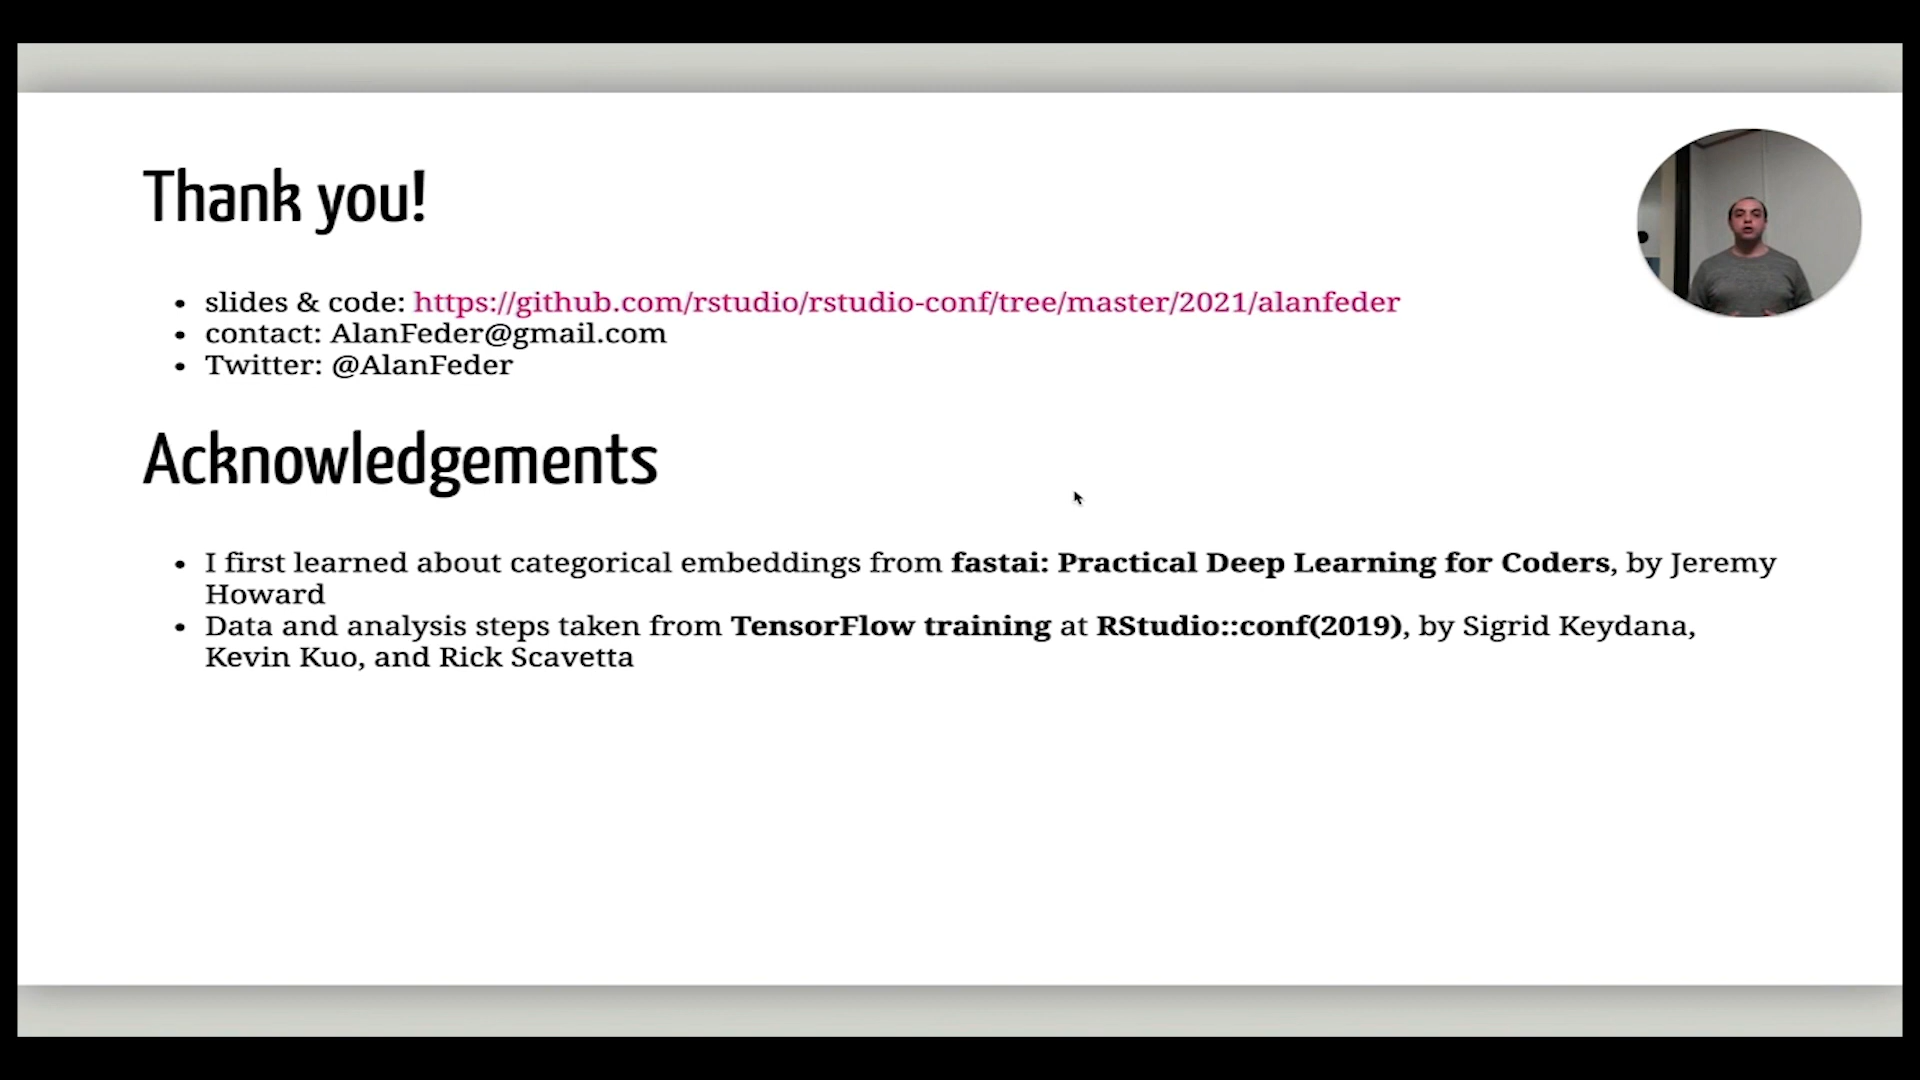 Thank you!
slides & code: https://github.com/rstudio/rstudio-conf/tree/master/2021/alanfeder
contact: AlanFeder@gmail.com
Twitter: @AlanFeder
Acknowledgements
I first learned about categorical embeddings from fastai: Practical Deep Learning for Coders, by Jeremy
Howard
Data and analysis steps taken from TensorFlow training at RStudio::conf(2019), by Sigrid Keydana,
Kevin Kuo, and Rick Scavetta